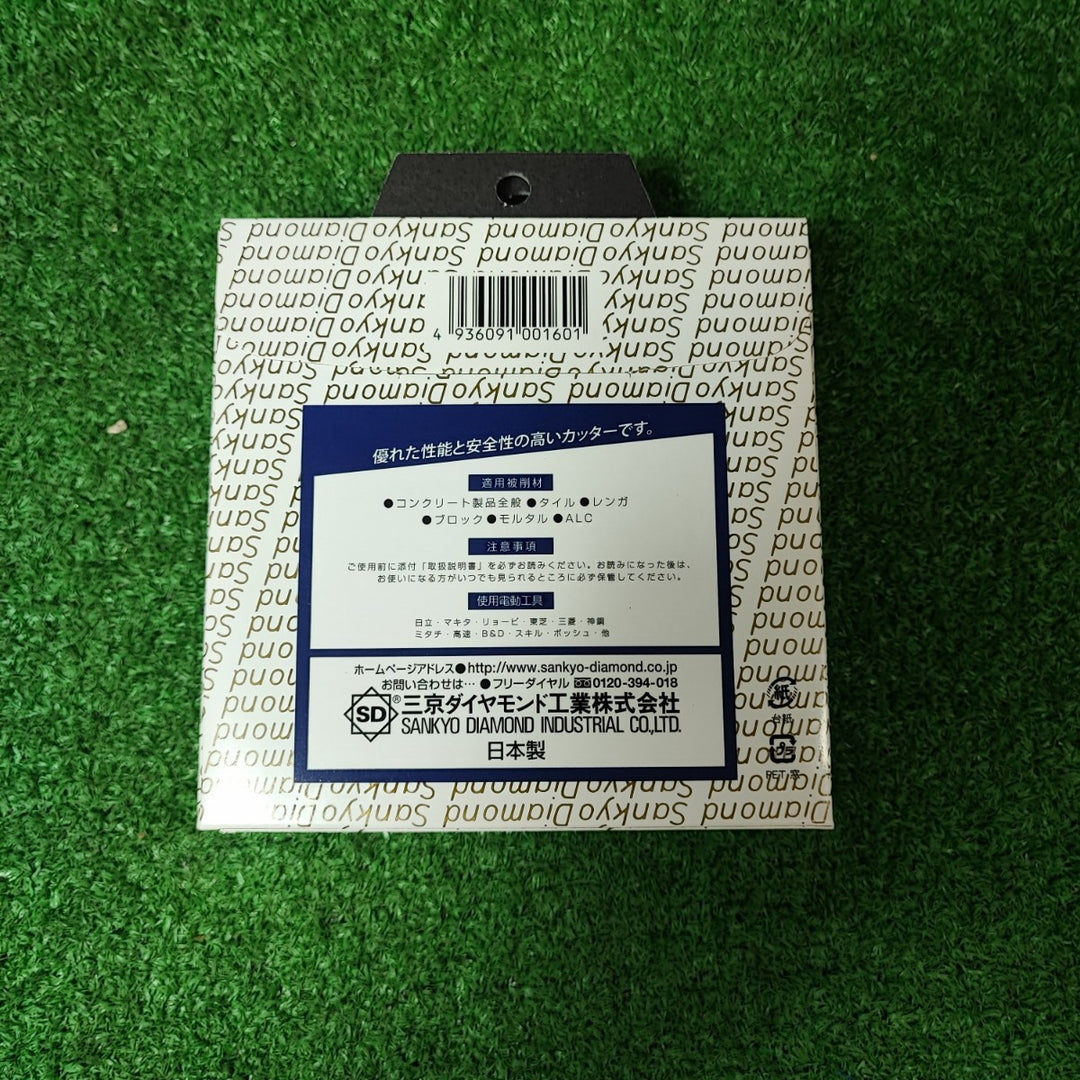 Sankyo Diamond Sankyo Diamond
4 936091 001601
優れた性能と安全性の高いカッターです。
適用被削材
●コンクリート製品全般 ●タイル ●レンガ
●ブロック ●モルタル ●ALC
注意事項
ご使用前に添付「取扱説明書」を必ずお読みください。お読みになった後は、
お使いになる方がいつでも見られるところに必ず保管してください。
使用電動工具
日立・マキタ・リョービ・東芝・三菱・神鋼
ミタチ・高速・B&D・スキル・ボッシュ・他
ホームページアドレス●http://www.sankyo-diamond.co.jp
お問い合わせは… ●フリーダイヤル 0120-394-018
SD ® 三京ダイヤモンド工業株式会社
SANKYO DIAMOND INDUSTRIAL CO.,LTD.
日本製
紙
台紙
プラ
PET:窓